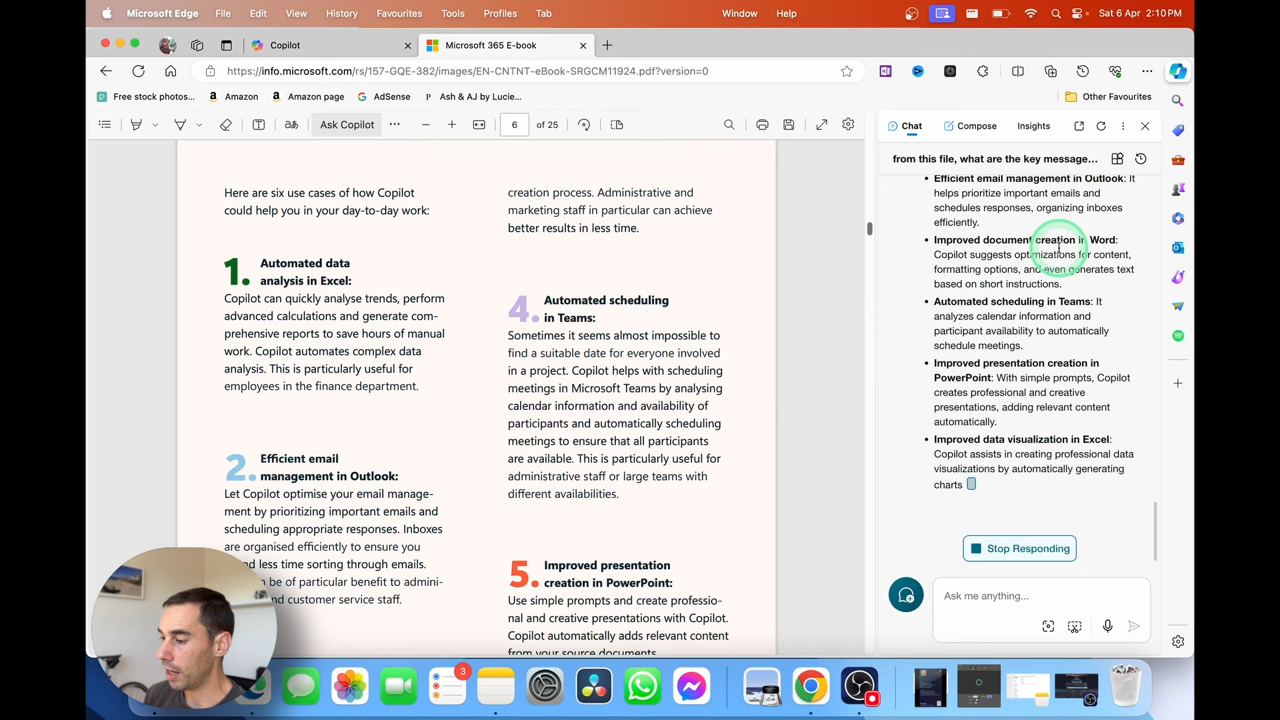 Microsoft Edge File Edit View History Favourites Tools Profiles Tab Window Help Sat 6 Apr 2:10 PM
Copilot Microsoft 365 E-book
https://info.microsoft.com/rs/157-GQE-382/images/EN-CNTNT-eBook-SRGCM11924.pdf?version=0
Free stock photos... Amazon Amazon page AdSense P Ash & AJ by Lucie... Other Favourites
Ask Copilot 6 of 25
Here are six use cases of how Copilot
could help you in your day-to-day work:
1. Automated data
analysis in Excel:
Copilot can quickly analyse trends, perform
advanced calculations and generate com-
prehensive reports to save hours of manual
work. Copilot automates complex data
analysis. This is particularly useful for
employees in the finance department.
2. Efficient email
management in Outlook:
Let Copilot optimise your email manage-
ment by prioritizing important emails and
scheduling appropriate responses. Inboxes
are organised efficiently to ensure you
nd less time sorting through emails.
n be of particular benefit to admini-
nd customer service staff.
creation process. Administrative and
marketing staff in particular can achieve
better results in less time.
4. Automated scheduling
in Teams:
Sometimes it seems almost impossible to
find a suitable date for everyone involved
in a project. Copilot helps with scheduling
meetings in Microsoft Teams by analysing
calendar information and availability of
participants and automatically scheduling
meetings to ensure that all participants
are available. This is particularly useful for
administrative staff or large teams with
different availabilities.
5. Improved presentation
creation in PowerPoint:
Use simple prompts and create professio-
nal and creative presentations with Copilot.
Copilot automatically adds relevant content
from your source documents.
Chat Compose Insights
from this file, what are the key message...
• Efficient email management in Outlook: It
helps prioritize important emails and
schedules responses, organizing inboxes
efficiently.
• Improved document creation in Word:
Copilot suggests optimizations for content,
formatting options, and even generates text
based on short instructions.
• Automated scheduling in Teams: It
analyzes calendar information and
participant availability to automatically
schedule meetings.
• Improved presentation creation in
PowerPoint: With simple prompts, Copilot
creates professional and creative
presentations, adding relevant content
automatically.
• Improved data visualization in Excel:
Copilot assists in creating professional data
visualizations by automatically generating
charts
Stop Responding
Ask me anything...
3